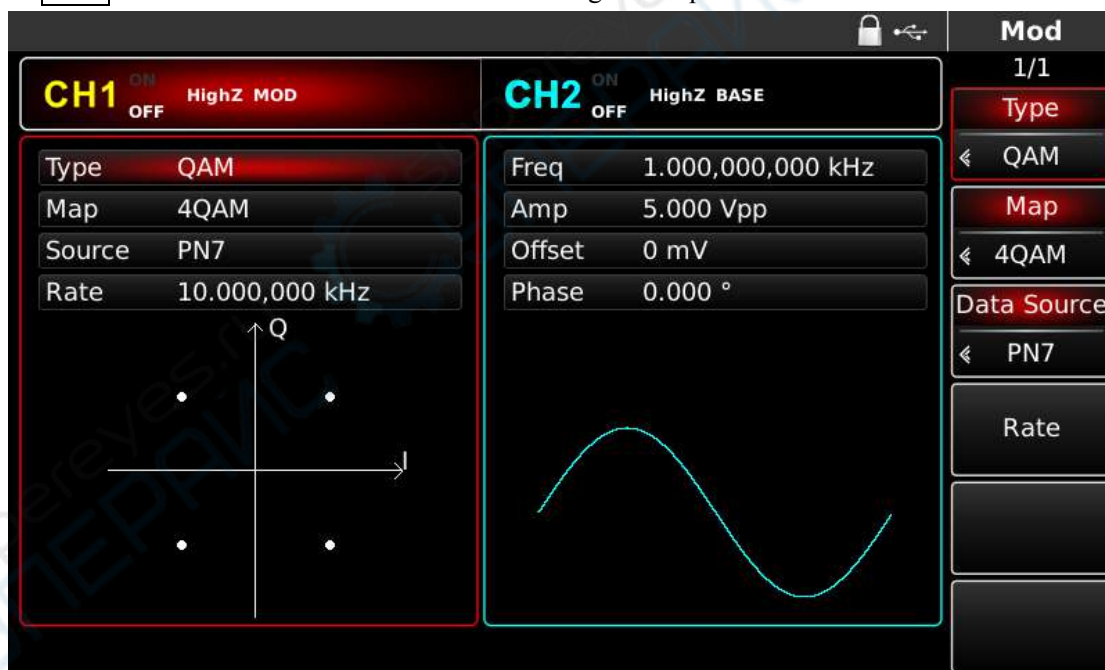 Mod
1/1
CH1 ON OFF HighZ MOD
CH2 ON OFF HighZ BASE
Type QAM
Map 4QAM
Source PN7
Rate 10.000,000 kHz
Q
I
Freq 1.000,000,000 kHz
Amp 5.000 Vpp
Offset 0 mV
Phase 0.000 °
Type
QAM
Map
4QAM
Data Source
PN7
Rate